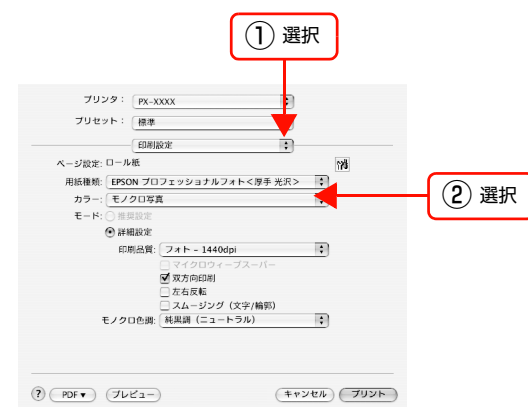 ① 選択
プリンタ： PX-XXXX
プリセット： 標準
印刷設定
ページ設定: ロール紙
用紙種類: EPSON プロフェッショナルフォト<厚手 光沢>
カラー: モノクロ写真
② 選択
モード: 推奨設定
詳細設定
印刷品質: フォト - 1440dpi
マイクロウィーブスーパー
双方向印刷
左右反転
スムージング（文字/輪郭）
モノクロ色調: 純黒調（ニュートラル）
? PDF▼ プレビュー キャンセル プリント